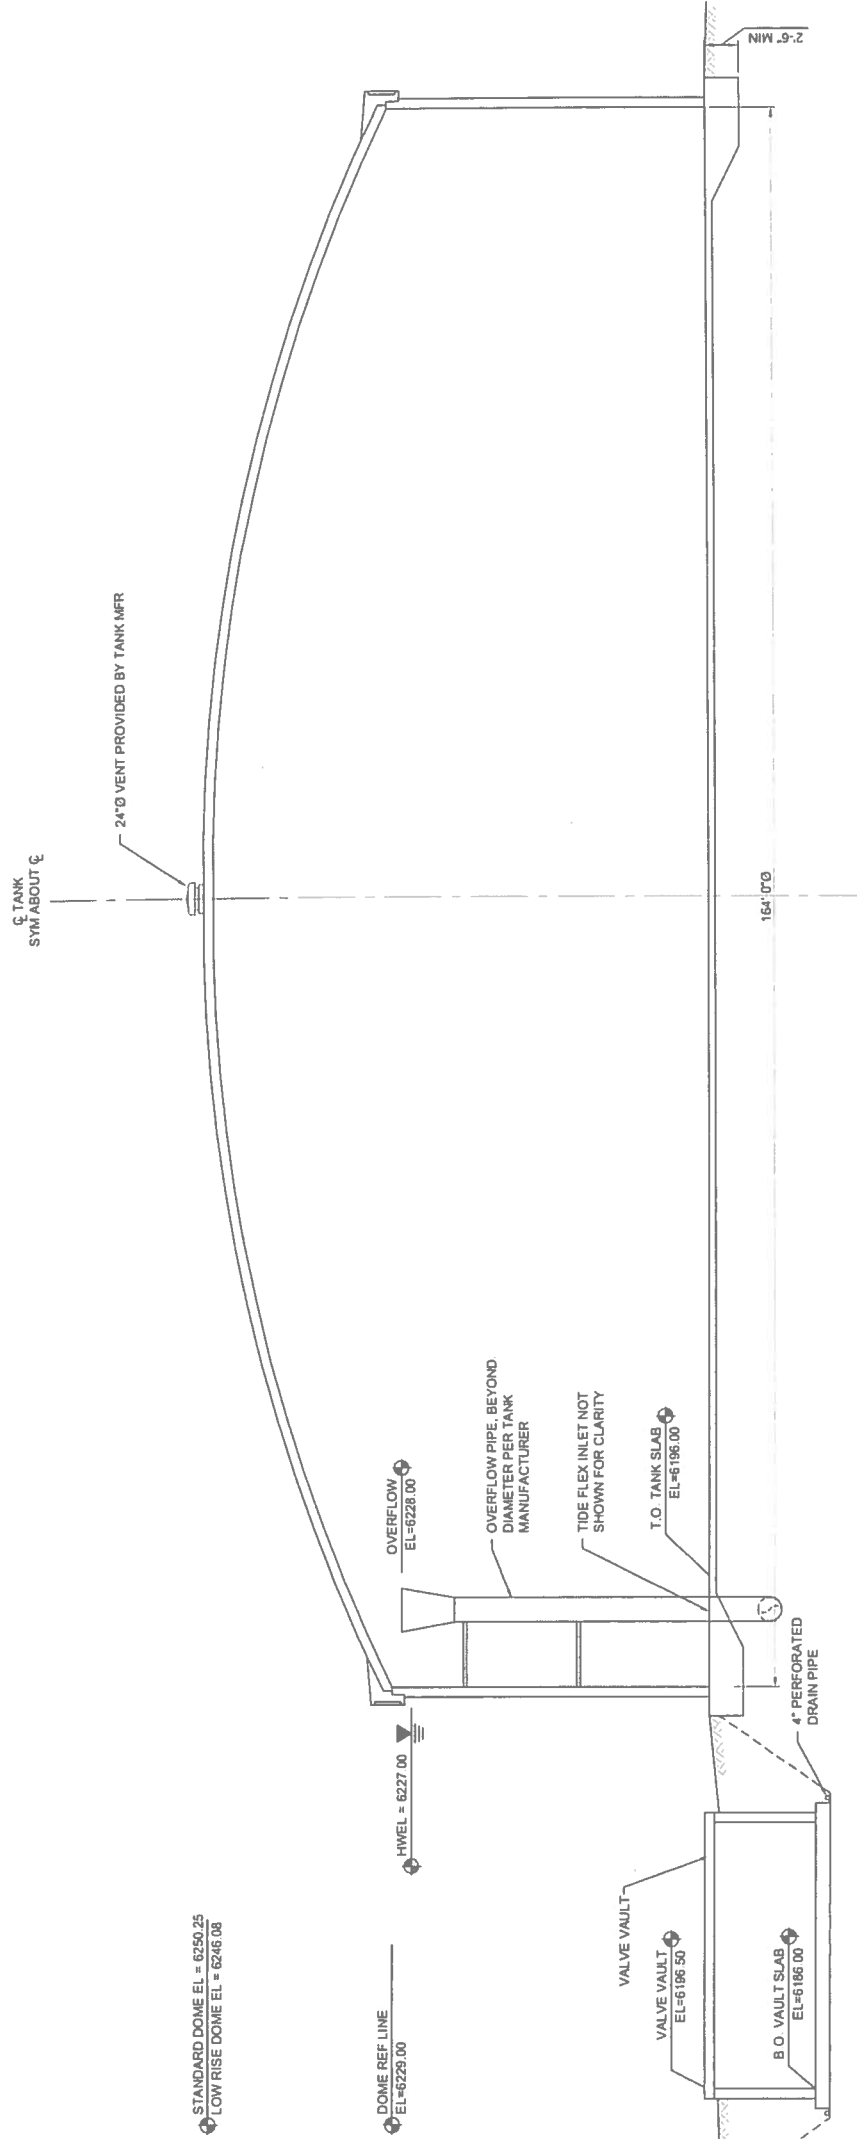 ℄ TANK
SYM ABOUT ℄
24"Ø VENT PROVIDED BY TANK MFR
STANDARD DOME EL = 6250.25
LOW RISE DOME EL = 6246.08
DOME REF LINE
EL=6229.00
HWEL = 6227.00
OVERFLOW
EL=6228.00
OVERFLOW PIPE, BEYOND
DIAMETER PER TANK
MANUFACTURER
TIDE FLEX INLET NOT
SHOWN FOR CLARITY
T.O. TANK SLAB
EL=6196.00
VALVE VAULT
VALVE VAULT
EL=6196.50
B.O. VAULT SLAB
EL=6186.00
4" PERFORATED
DRAIN PIPE
164'0"Ø
2'-6" MIN